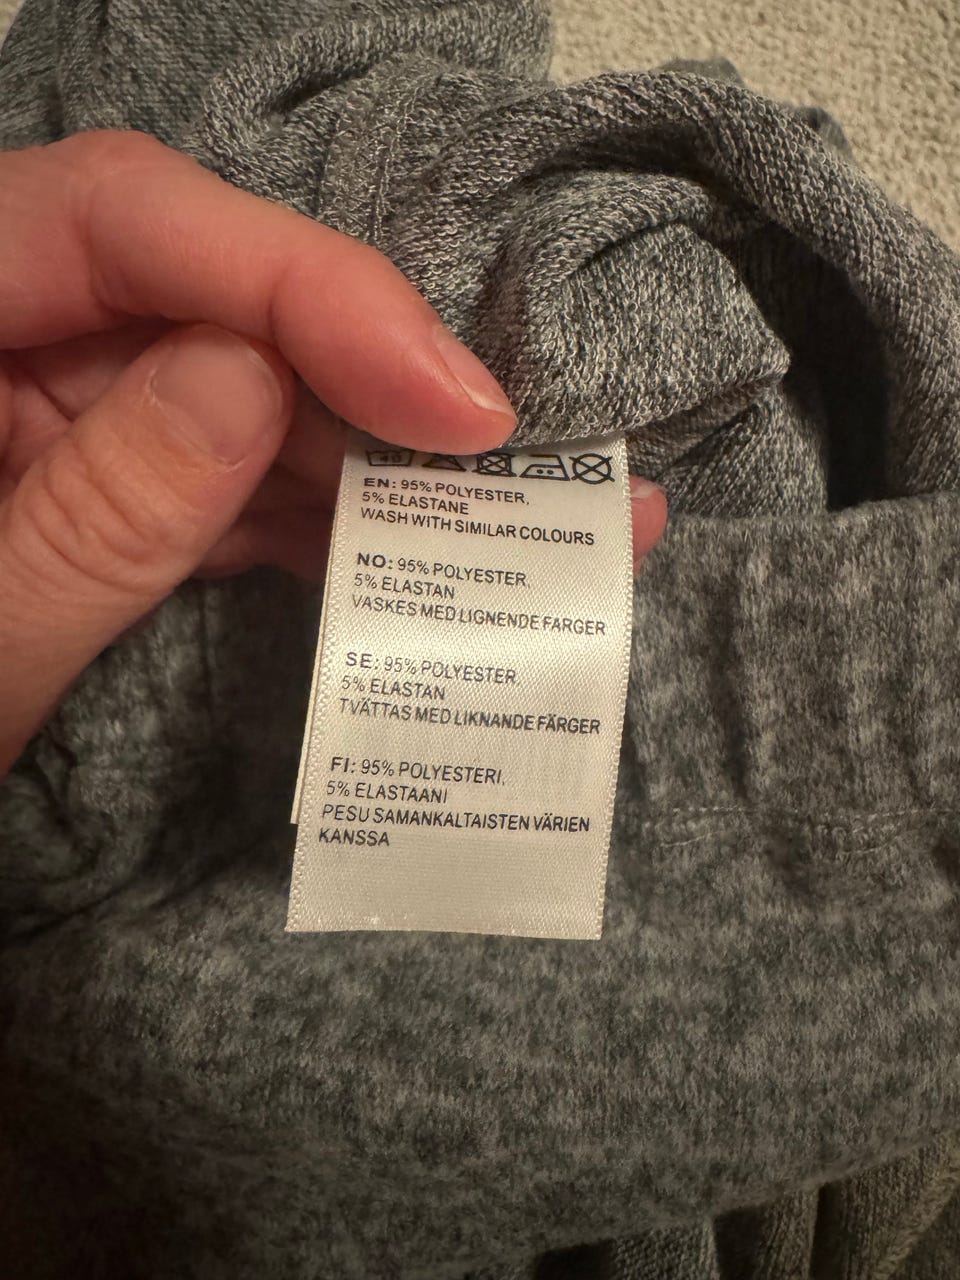 40
EN: 95% POLYESTER,
5% ELASTANE
WASH WITH SIMILAR COLOURS
NO: 95% POLYESTER,
5% ELASTAN
VASKES MED LIGNENDE FARGER
SE: 95% POLYESTER,
5% ELASTAN
TVÄTTAS MED LIKNANDE FÄRGER
FI: 95% POLYESTERI,
5% ELASTAANI
PESU SAMANKALTAISTEN VÄRIEN
KANSSA